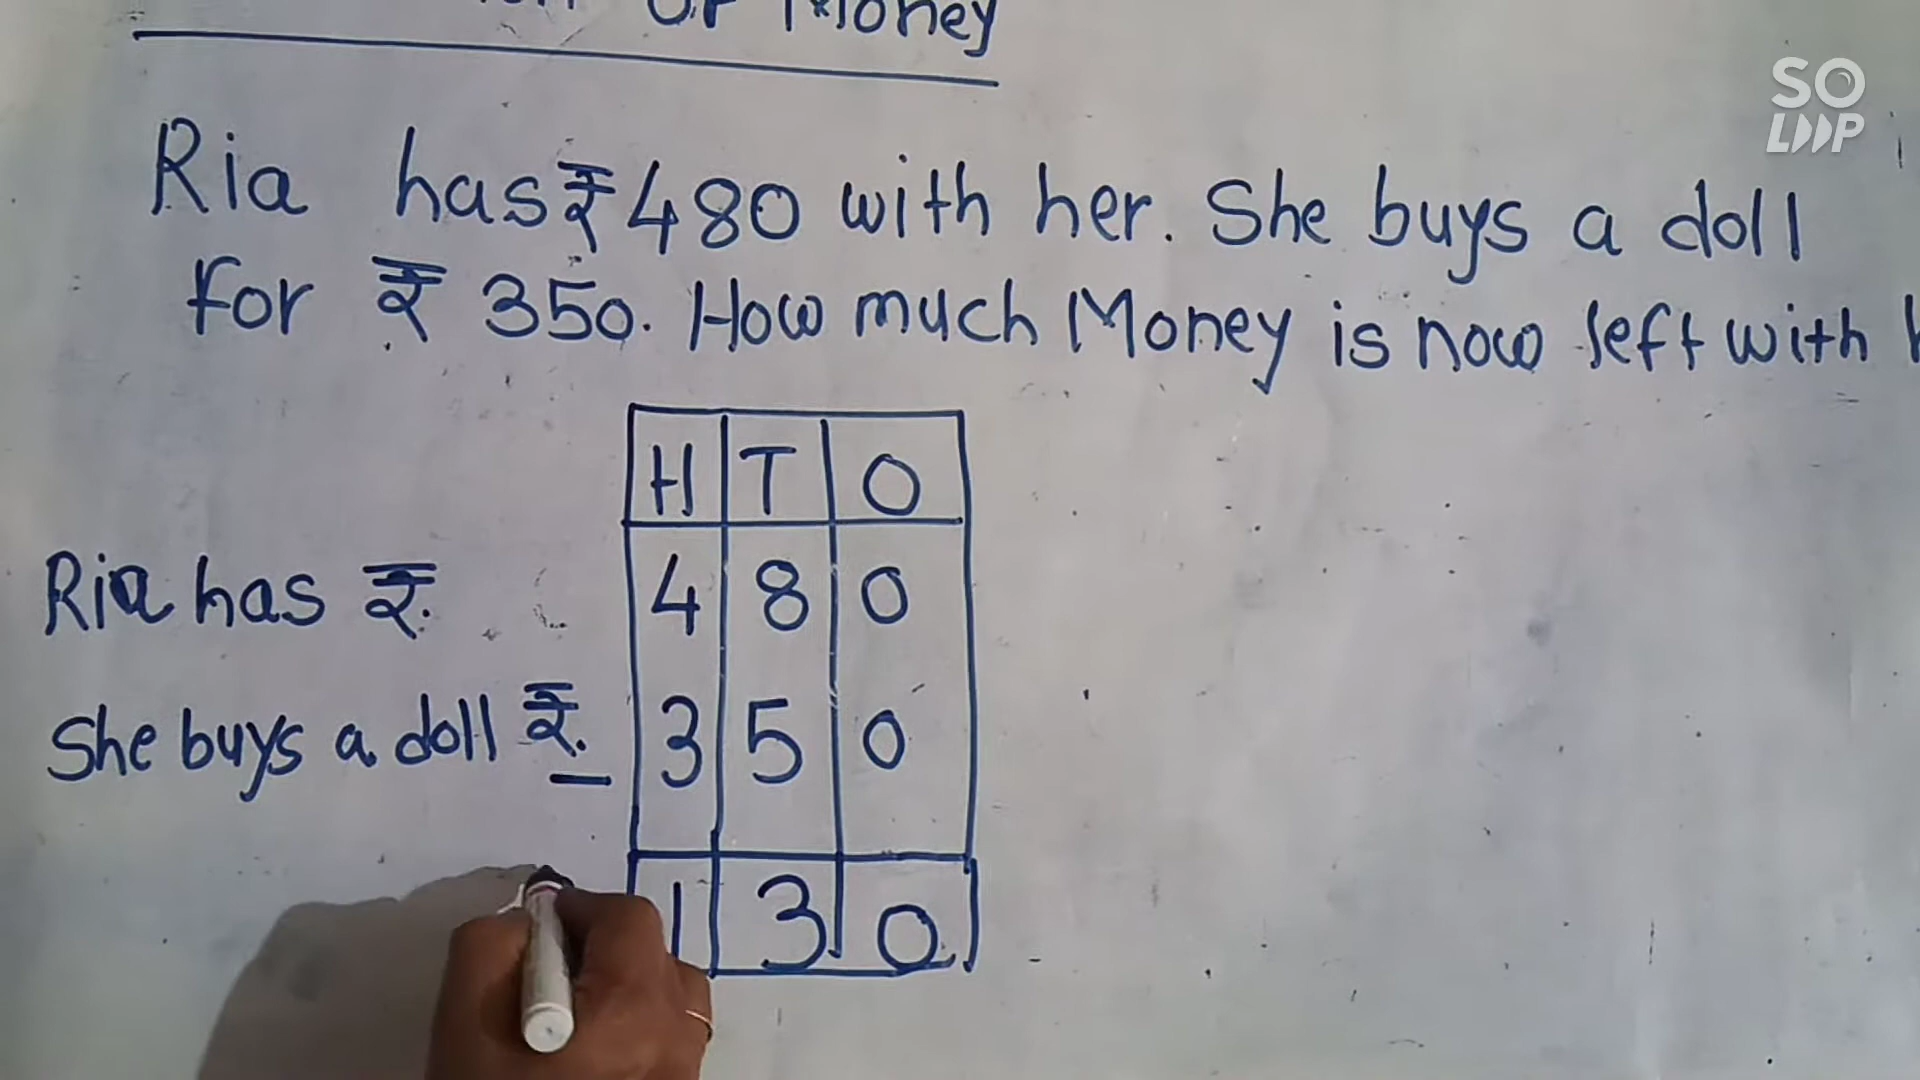 of Money
SO
LOOP
Ria has ₹ 480 with her. She buys a doll
for ₹ 350. How much Money is now left with
H T O
Ria has ₹. 4 8 0
She buys a doll ₹. - 3 5 0
1 3 0